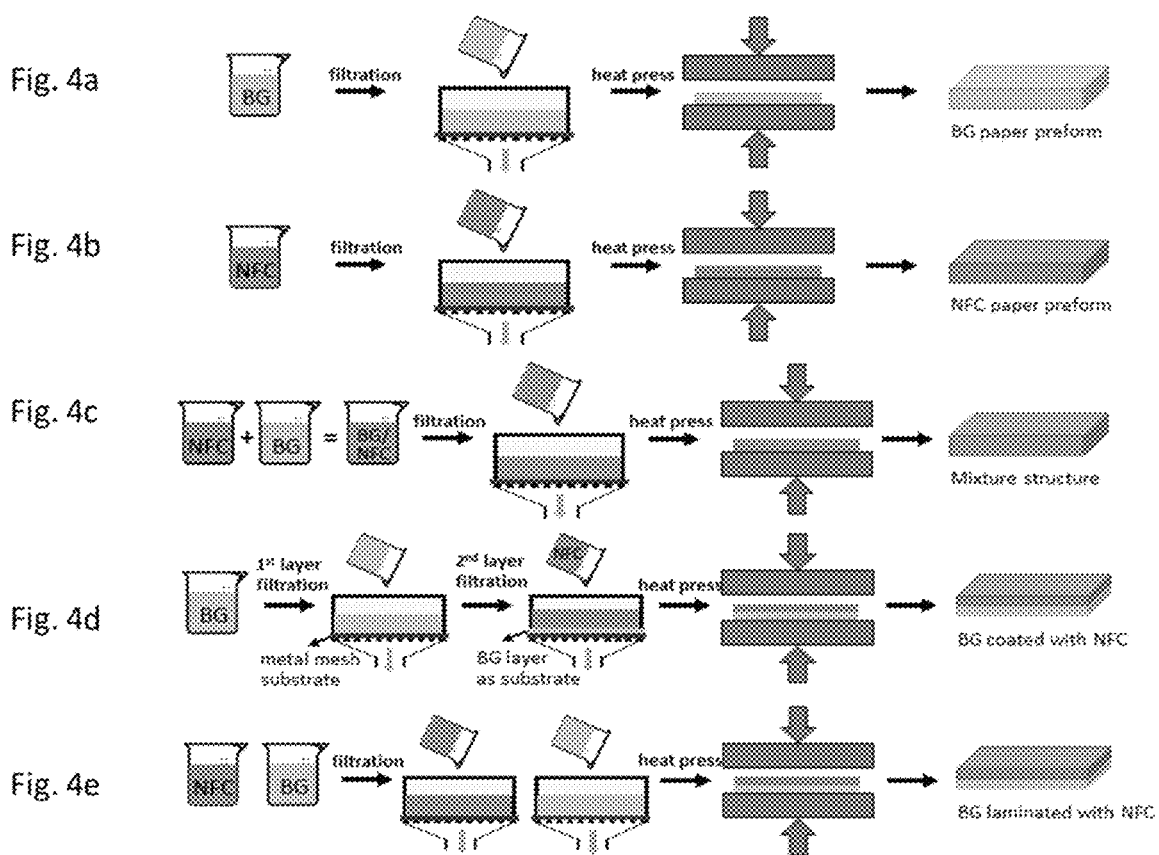 Fig. 4a
BG
filtration
heat press
BG paper preform
Fig. 4b
NFC
filtration
heat press
NFC paper preform
Fig. 4c
NFC + BG = BG/
NFC
filtration
heat press
Mixture structure
Fig. 4d
BG
1st layer
filtration
2nd layer
filtration
heat press
metal mesh
substrate
BG layer
as substrate
BG coated with NFC
Fig. 4e
NFC
BG
filtration
heat press
BG laminated with NFC